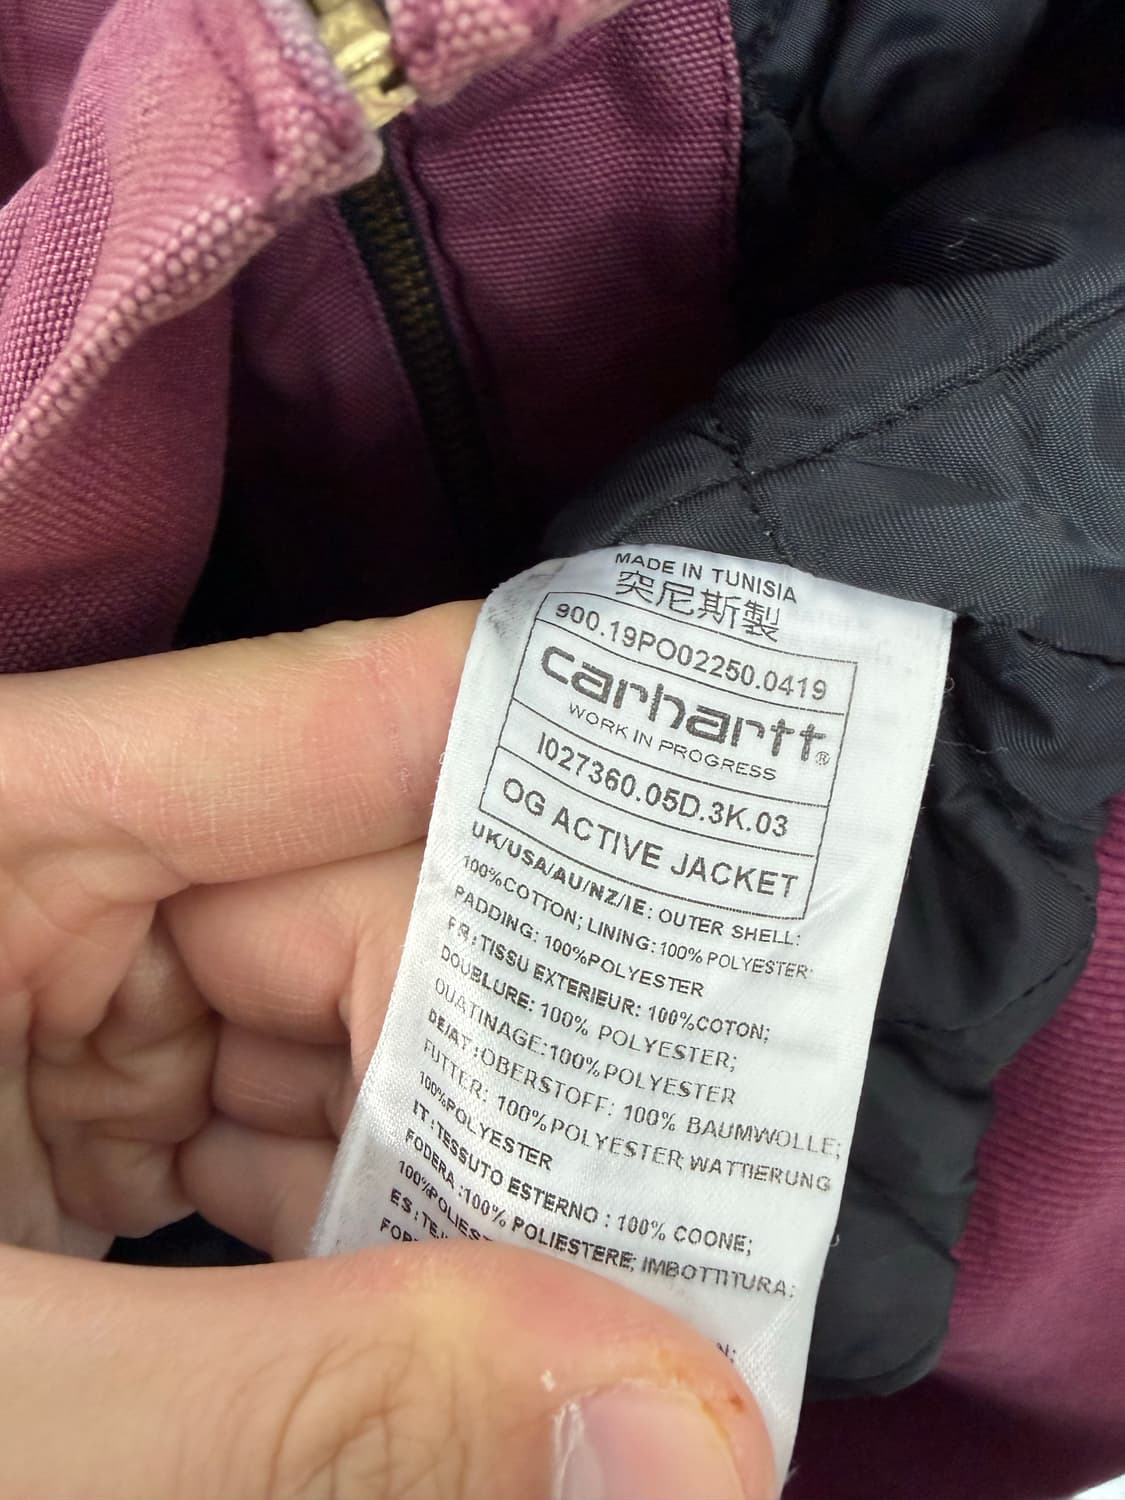 MADE IN TUNISIA
突尼斯製
900.19PO02250.0419
carhartt®
WORK IN PROGRESS
I027360.05D.3K.03
OG ACTIVE JACKET
UK/USA/AU/NZ/IE: OUTER SHELL:
100%COTTON; LINING:100% POLYESTER;
PADDING: 100%POLYESTER
FR:TISSU EXTERIEUR: 100%COTON;
DOUBLURE: 100% POLYESTER;
OUATINAGE:100%POLYESTER
DE/AT:OBERSTOFF: 100% BAUMWOLLE;
FUTTER: 100%POLYESTER WATTIERUNG
100%POLYESTER
IT:TESSUTO ESTERNO : 100% COONE;
FODERA :100% POLIESTERE; IMBOTTITURA:
ES: